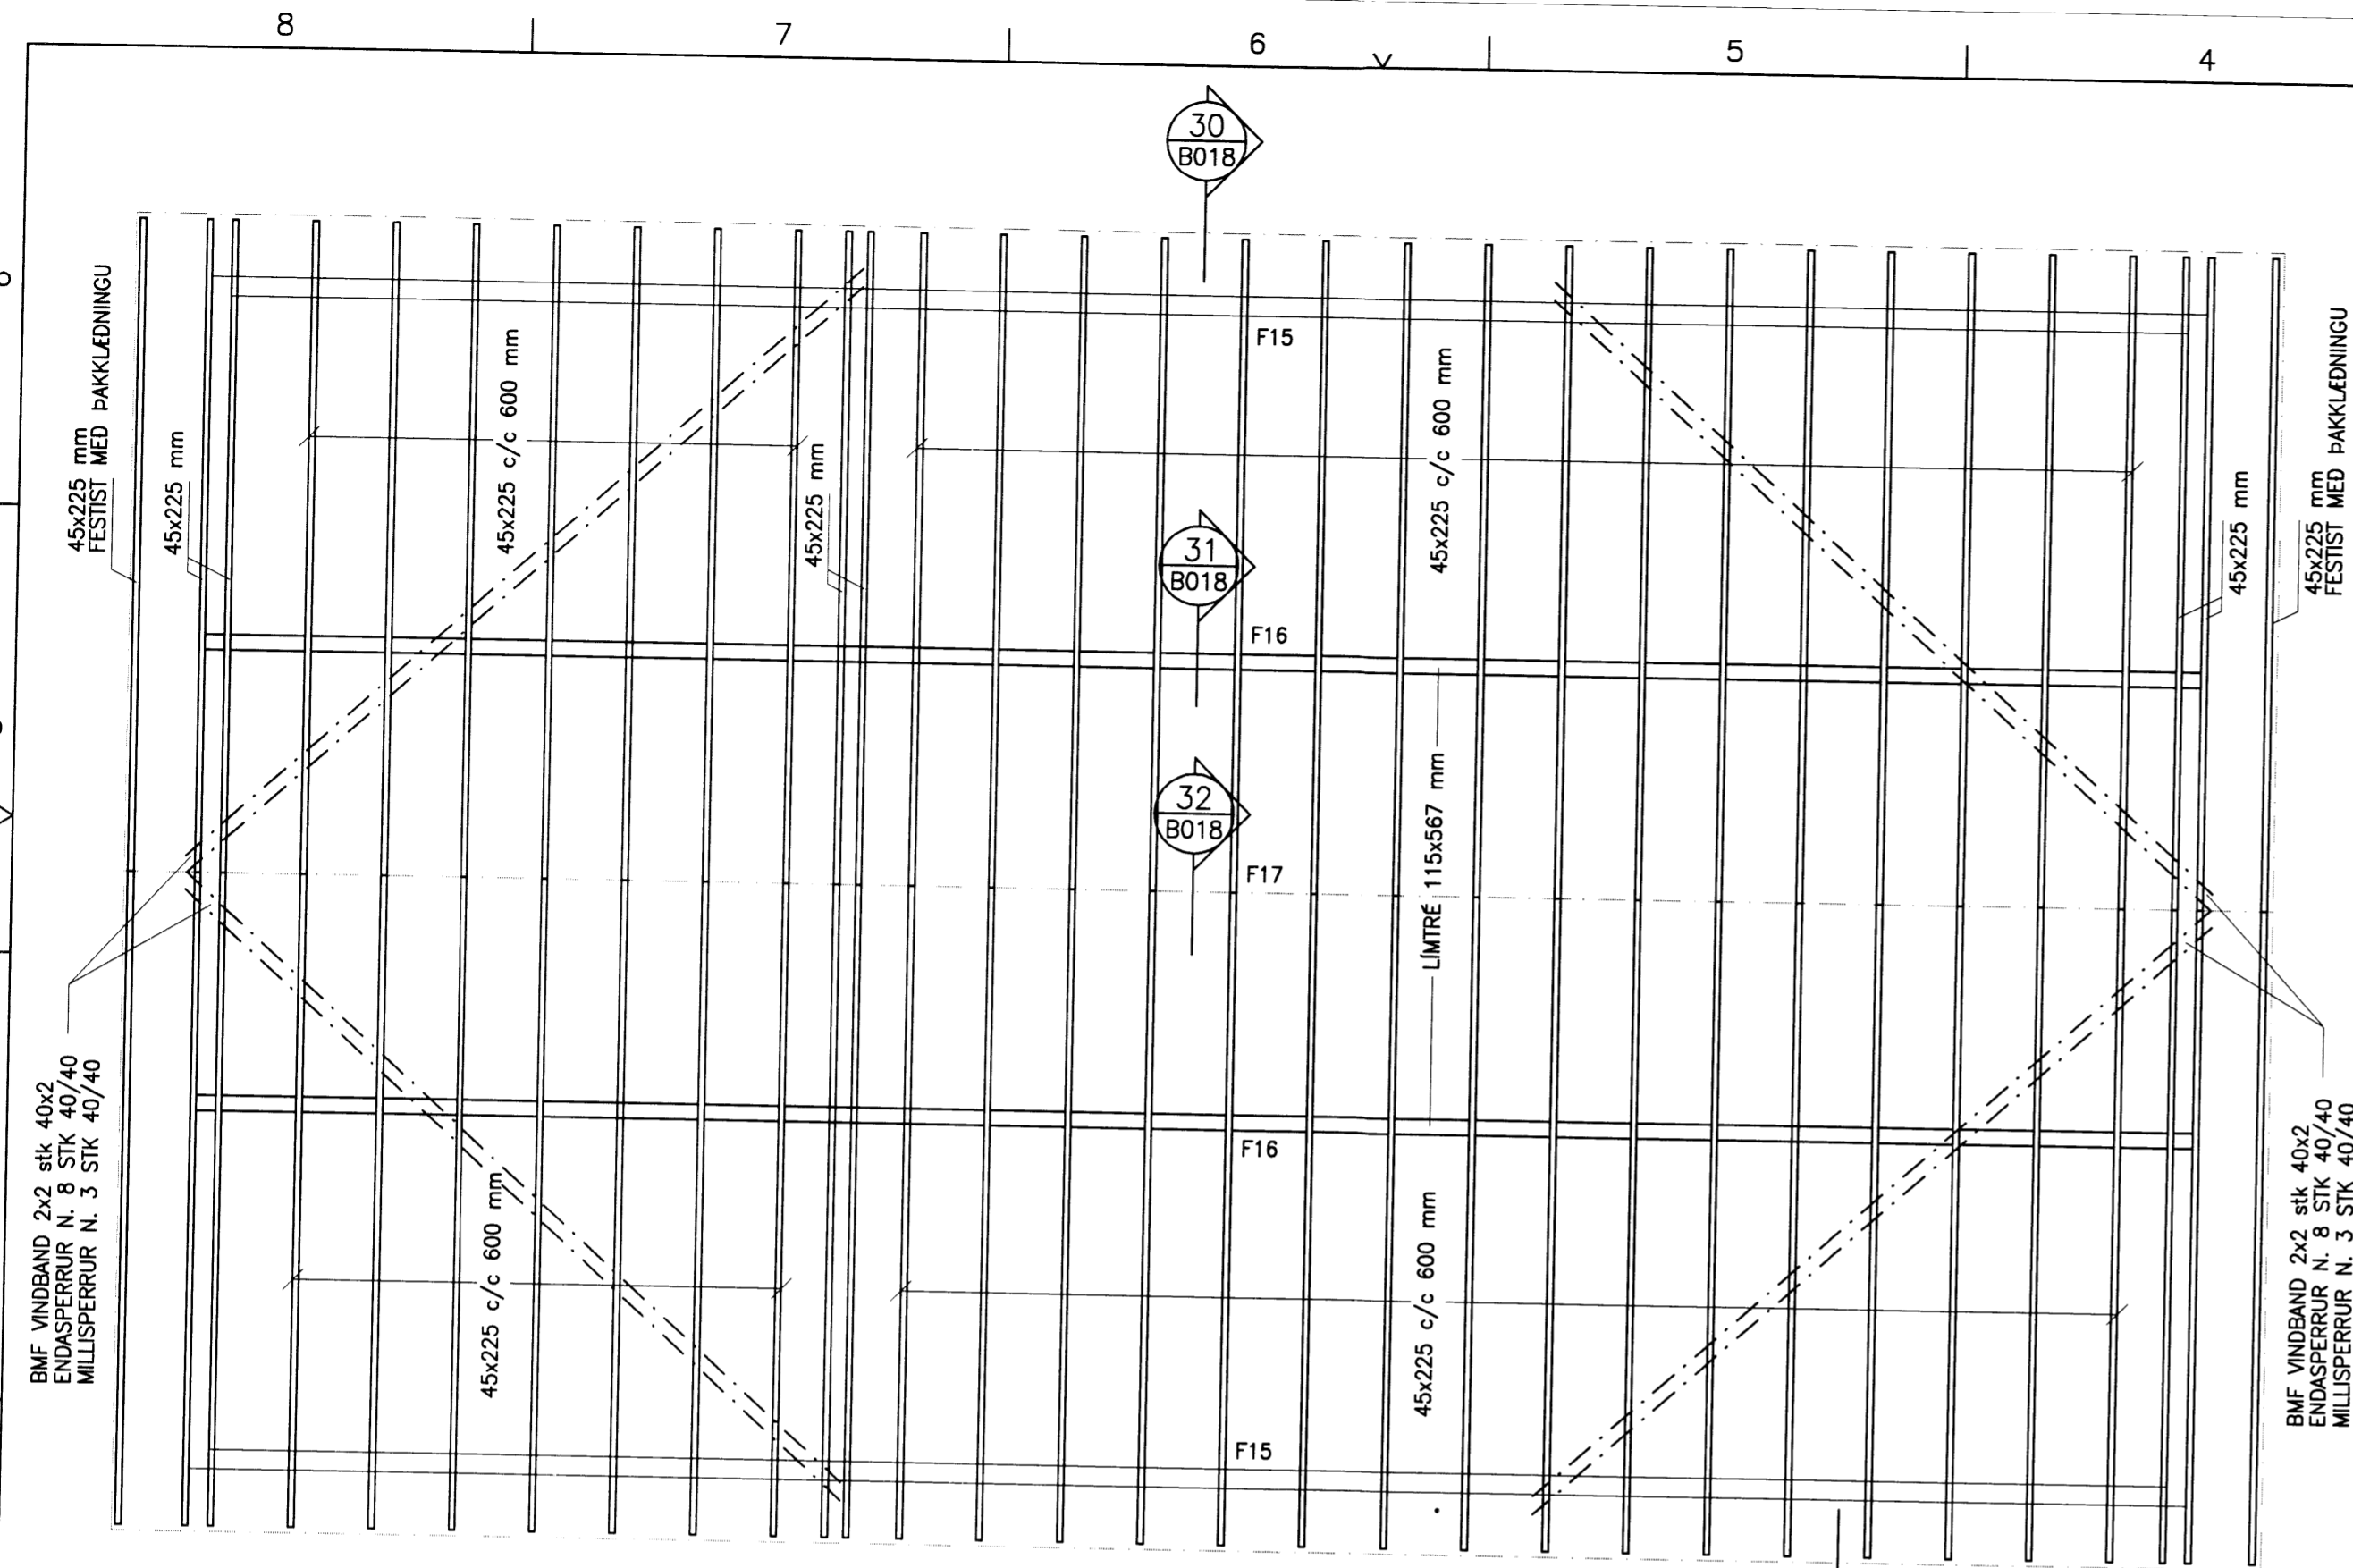 8
7
6
5
4
30
B018
45x225 mm
FESTIST MEÐ ÞAKKLÆÐNINGU
45x225 mm
45x225 c/c 600 mm
45x225 mm
F15
45x225 c/c 600 mm
45x225 mm
45x225 mm
FESTIST MEÐ ÞAKKLÆÐNINGU
31
B018
F16
32
B018
F17
LÍMTRÉ 115x567 mm
BMF VINDBAND 2x2 stk 40x2
ENDASPERRUR N. 8 STK 40/40
MILLISPERRUR N. 3 STK 40/40
F16
45x225 c/c 600 mm
45x225 c/c 600 mm
F15
BMF VINDBAND 2x2 stk 40x2
ENDASPERRUR N. 8 STK 40/40
MILLISPERRUR N. 3 STK 40/40